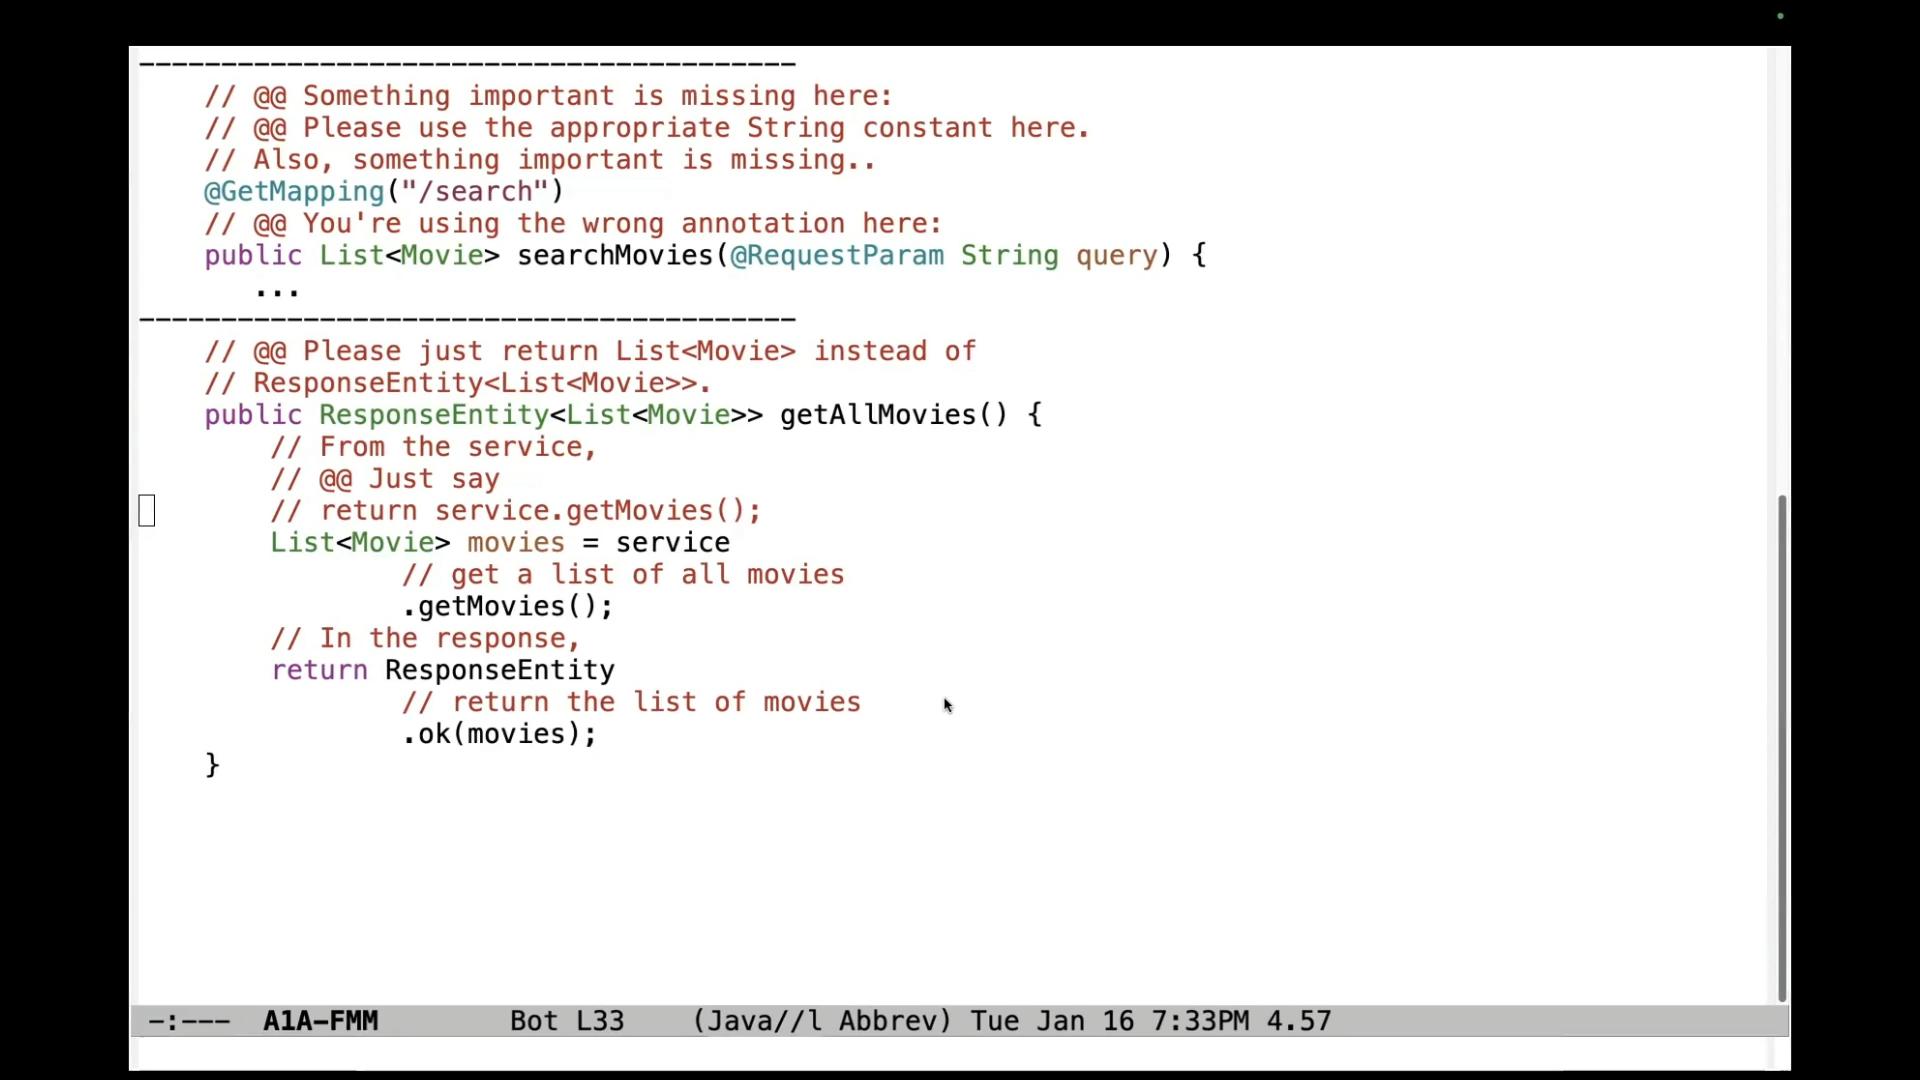 ----------------------------------------
// @@ Something important is missing here:
// @@ Please use the appropriate String constant here.
// Also, something important is missing..
@GetMapping("/search")
// @@ You're using the wrong annotation here:
public List<Movie> searchMovies(@RequestParam String query) {
...
----------------------------------------
// @@ Please just return List<Movie> instead of
// ResponseEntity<List<Movie>>.
public ResponseEntity<List<Movie>> getAllMovies() {
// From the service,
// @@ Just say
// return service.getMovies();
List<Movie> movies = service
// get a list of all movies
.getMovies();
// In the response,
return ResponseEntity
// return the list of movies
.ok(movies);
}
-:--- A1A-FMM Bot L33 (Java//l Abbrev) Tue Jan 16 7:33PM 4.57